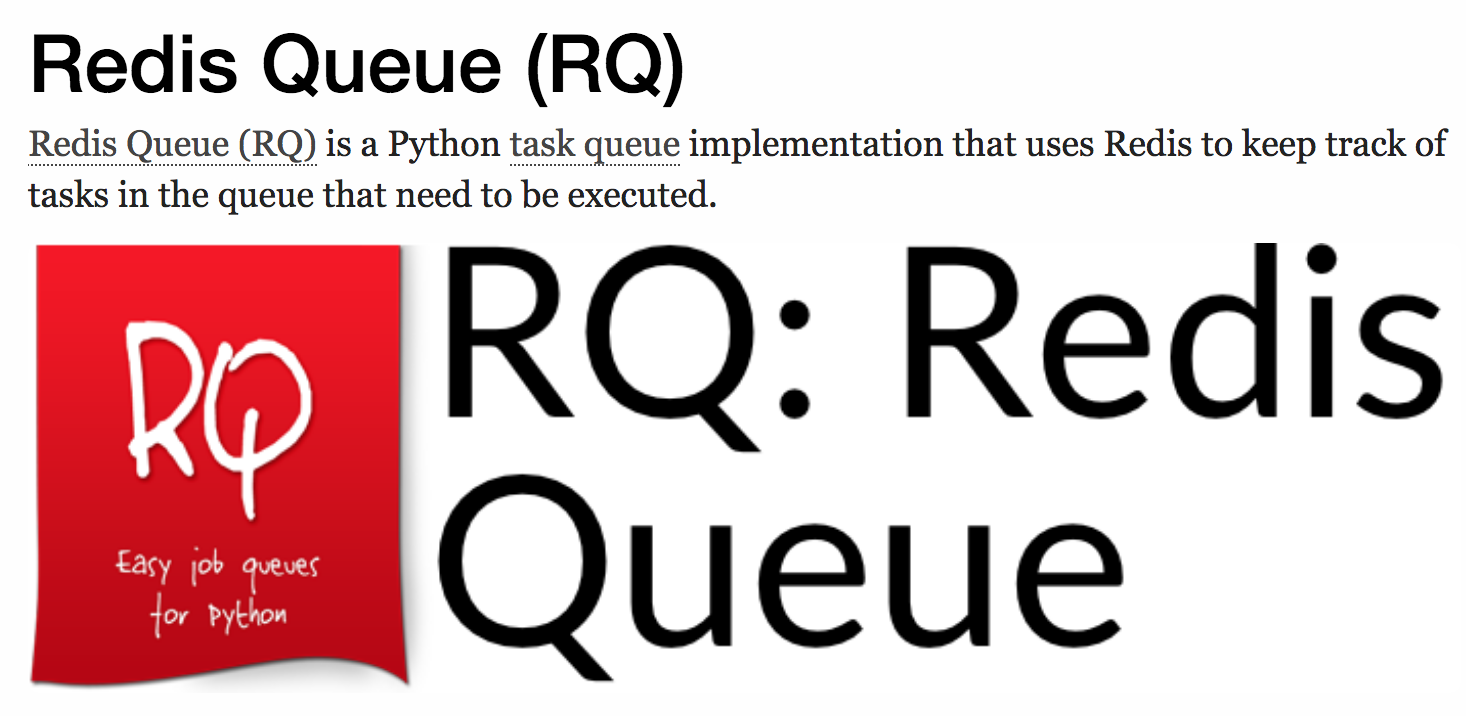 Redis Queue (RQ)
Redis Queue (RQ) is a Python task queue implementation that uses Redis to keep track of
tasks in the queue that need to be executed.
RQ
Easy job queues
for python
RQ: Redis
Queue